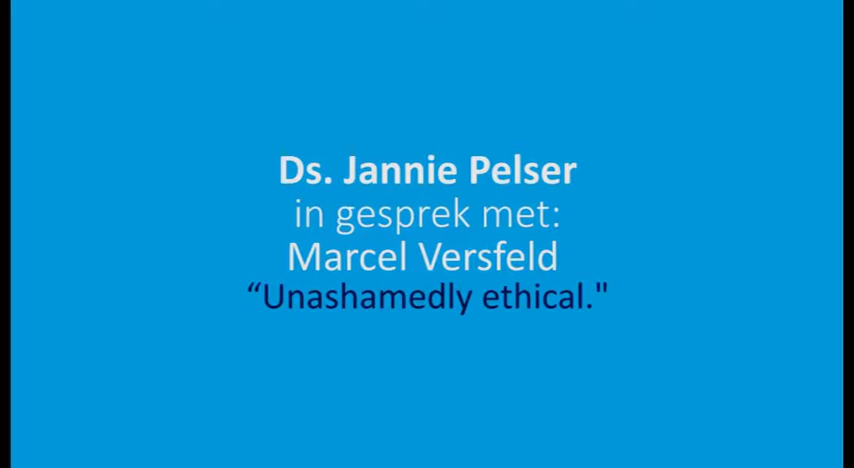 Ds. Jannie Pelser
in gesprek met:
Marcel Versfeld
“Unashamedly ethical."